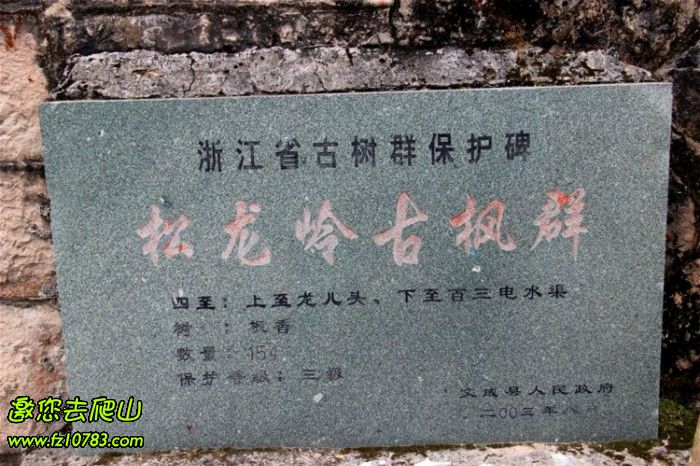 浙江省古树群保护碑
松龙岭古枫群
四至：上至龙儿头、下至百三电水渠
树 ：枫香
数量：154
保护等级：三级
文成县人民政府
二00三年八月
邀您去爬山
www.fz10783.com